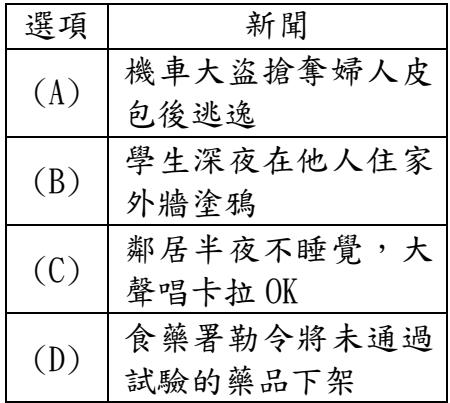 選項 新聞
(A) 機車大盜搶奪婦人皮
包後逃逸
(B) 學生深夜在他人住家
外牆塗鴉
(C) 鄰居半夜不睡覺，大
聲唱卡拉 OK
(D) 食藥署勒令將未通過
試驗的藥品下架